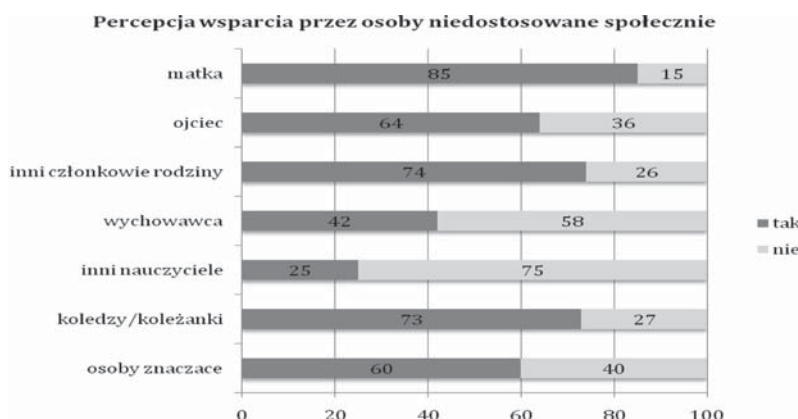 Percepcja wsparcia przez osoby niedostosowane społecznie
matka 85 15
ojciec 64 36
inni członkowie rodziny 74 26
wychowawca 42 58
inni nauczyciele 25 75
koledzy/koleżanki 73 27
osoby znaczace 60 40
0 20 40 60 80 100
tak
nie